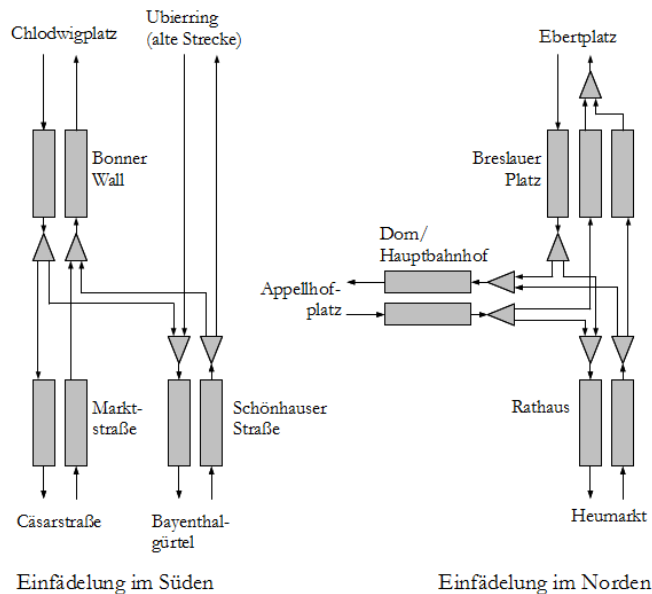 Chlodwigplatz
Ubierring
(alte Strecke)
Bonner
Wall
Markt-
straße
Schönhauser
Straße
Cäsarstraße
Bayenthal-
gürtel
Einfädelung im Süden
Ebertplatz
Breslauer
Platz
Dom/
Hauptbahnhof
Appellhof-
platz
Rathaus
Heumarkt
Einfädelung im Norden